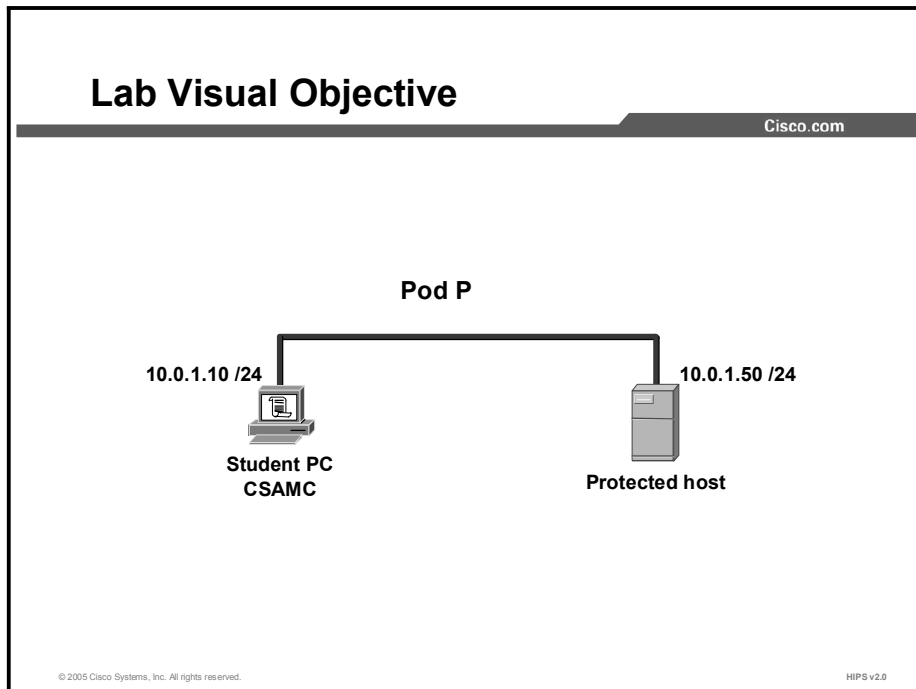 Lab Visual Objective
Cisco.com
Pod P
10.0.1.10 /24
10.0.1.50 /24
Student PC
CSAMC
Protected host
© 2005 Cisco Systems, Inc. All rights reserved.
HIPS v2.0